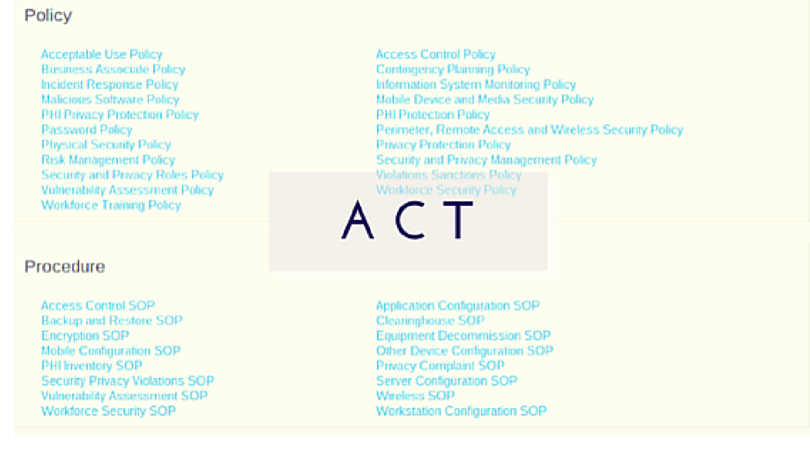 Policy
Acceptable Use Policy
Business Associate Policy
Incident Response Policy
Malicious Software Policy
PHI Privacy Protection Policy
Password Policy
Physical Security Policy
Risk Management Policy
Security and Privacy Roles Policy
Vulnerability Assessment Policy
Workforce Training Policy
Access Control Policy
Contingency Planning Policy
Information System Monitoring Policy
Mobile Device and Media Security Policy
PHI Protection Policy
Perimeter, Remote Access and Wireless Security Policy
Privacy Protection Policy
Security and Privacy Management Policy
Violations Sanctions Policy
Workforce Security Policy
ACT
Procedure
Access Control SOP
Backup and Restore SOP
Encryption SOP
Mobile Configuration SOP
PHI Inventory SOP
Security Privacy Violations SOP
Vulnerability Assessment SOP
Workforce Security SOP
Application Configuration SOP
Clearinghouse SOP
Equipment Decommission SOP
Other Device Configuration SOP
Privacy Complaint SOP
Server Configuration SOP
Wireless SOP
Workstation Configuration SOP